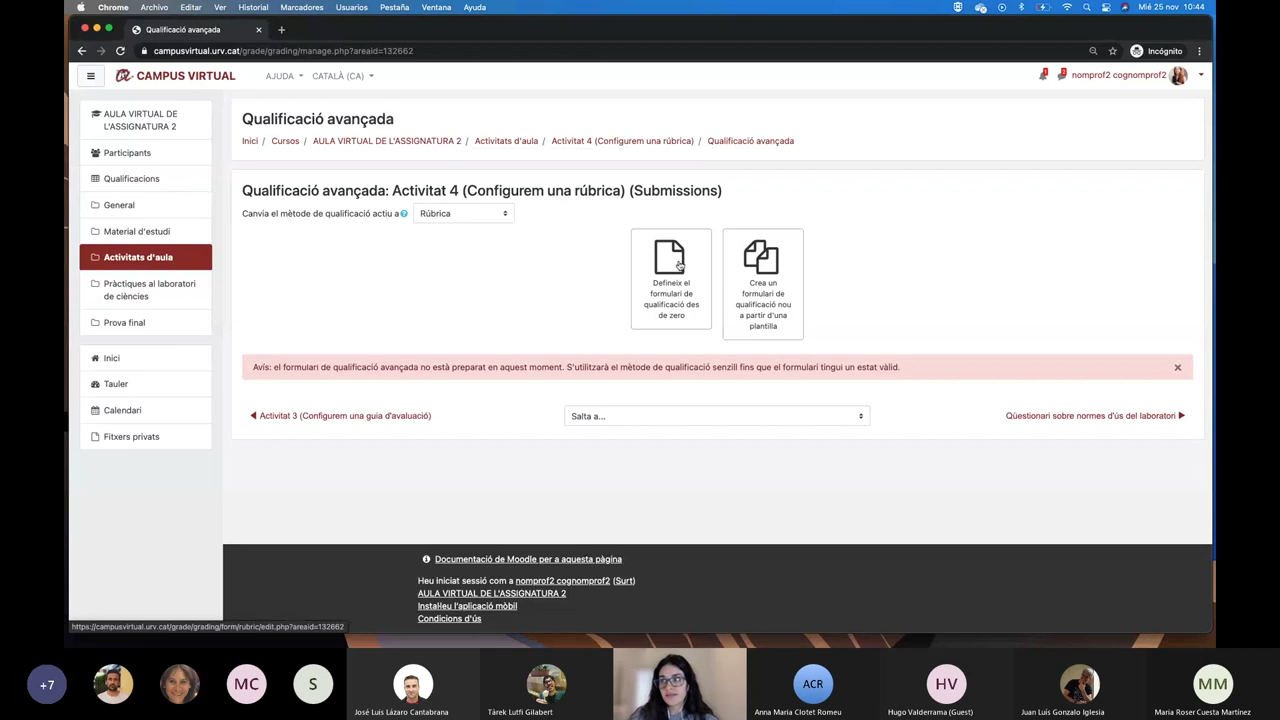 Chrome Archivo Editar Ver Historial Marcadores Usuarios Pestaña Ventana Ayuda
Mié 25 nov 10:44
Qualificació avançada
campusvirtual.urv.cat/grade/grading/manage.php?areaid=132662
Incógnito
CAMPUS VIRTUAL
AJUDA
CATALÀ (CA)
nomprof2 cognomprof2
AULA VIRTUAL DE
L'ASSIGNATURA 2
Participants
Qualificacions
General
Material d'estudi
Activitats d'aula
Pràctiques al laboratori
de ciències
Prova final
Inici
Tauler
Calendari
Fitxers privats
Qualificació avançada
Inici / Cursos / AULA VIRTUAL DE L'ASSIGNATURA 2 / Activitats d'aula / Activitat 4 (Configurem una rúbrica) / Qualificació avançada
Qualificació avançada: Activitat 4 (Configurem una rúbrica) (Submissions)
Canvia el mètode de qualificació actiu a
Rúbrica
Defineix el
formulari de
qualificació des
de zero
Crea un
formulari de
qualificació nou
a partir d'una
plantilla
Avís: el formulari de qualificació avançada no està preparat en aquest moment. S'utilitzarà el mètode de qualificació senzill fins que el formulari tingui un estat vàlid.
Activitat 3 (Configurem una guia d'avaluació)
Salta a...
Qüestionari sobre normes d'ús del laboratori
Documentació de Moodle per a aquesta pàgina
Heu iniciat sessió com a nomprof2 cognomprof2 (Surt)
AULA VIRTUAL DE L'ASSIGNATURA 2
Instal·leu l'aplicació mòbil
Condicions d'ús
https://campusvirtual.urv.cat/grade/grading/form/rubric/edit.php?areaid=132662
+7
MC
S
José Luis Lázaro Cantabrana
Tàrek Lutfi Gilabert
ACR
Anna Maria Clotet Romeu
HV
Hugo Valderrama (Guest)
Juan Luis Gonzalo Iglesia
MM
Maria Roser Cuesta Martínez